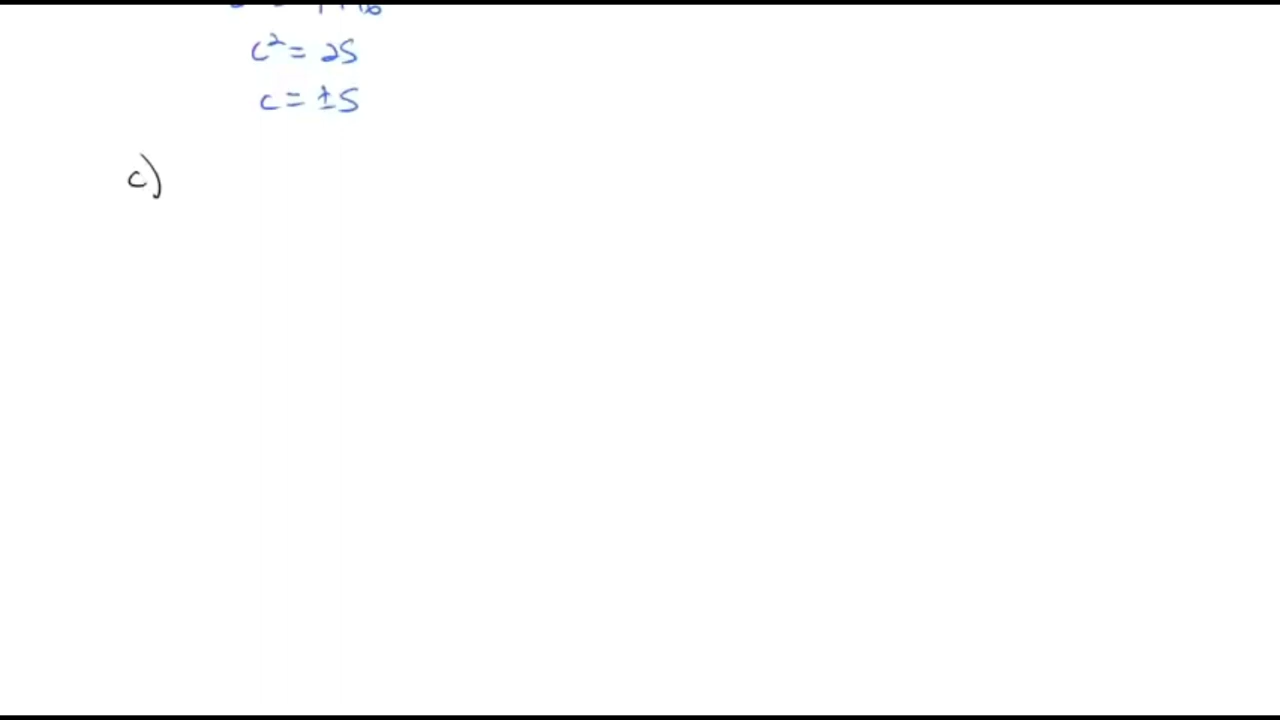 c² = 25
c = ±5
c)